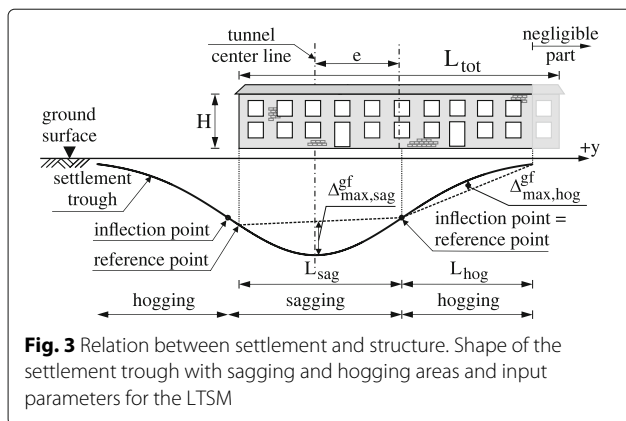 tunnel
center line
e
negligible
part
L_tot
H
ground
surface
+y
settlement
trough
Δ^gf_max,sag
Δ^gf_max,hog
inflection point
reference point
inflection point =
reference point
L_sag
L_hog
hogging
sagging
hogging
Fig. 3 Relation between settlement and structure. Shape of the
settlement trough with sagging and hogging areas and input
parameters for the LTSM